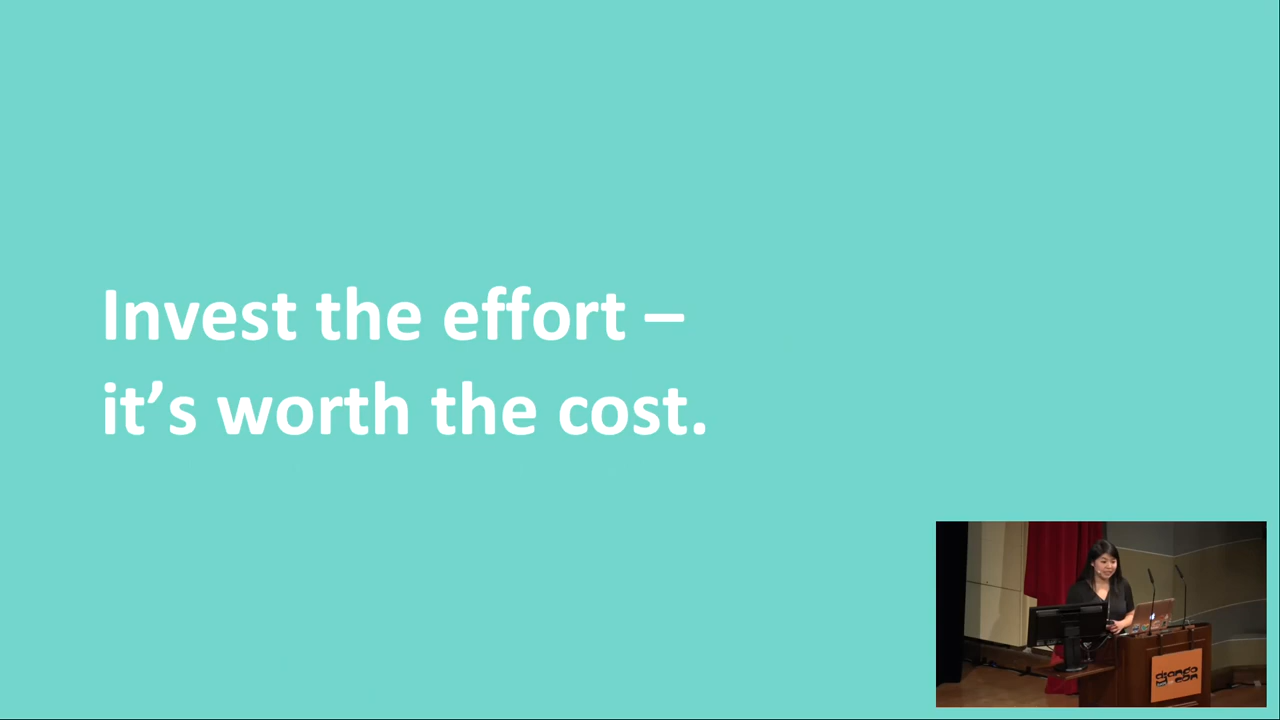 Invest the effort –
it’s worth the cost.